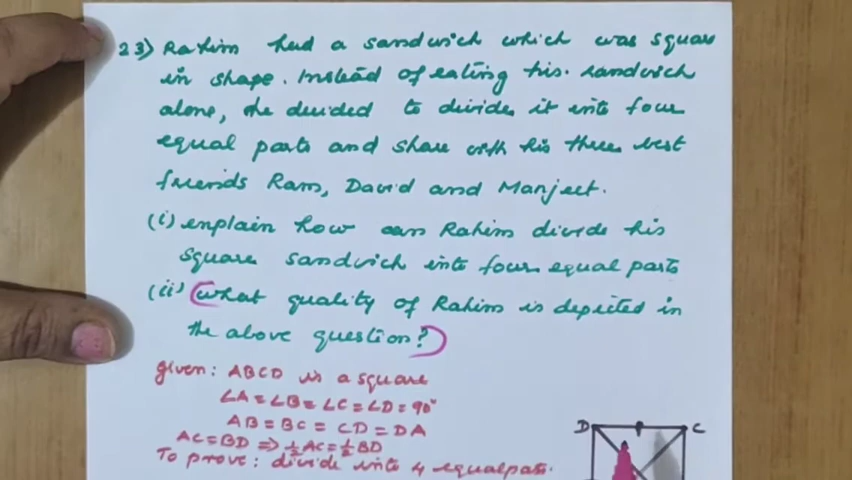 23) Rahim had a sandwich which was square
in shape. Instead of eating his sandwich
alone, he decided to divide it into four
equal parts and share with his three best
friends Ram, David and Manjeet.
(i) explain how can Rahim divide his
square sandwich into four equal parts
(ii) (what quality of Rahim is depicted in
the above question?)
given: ABCD is a square
∠A = ∠B = ∠C = ∠D = 90°
AB = BC = CD = DA
AC = BD ⇒ ½AC = ½BD
To prove: divide into 4 equal parts.
D C